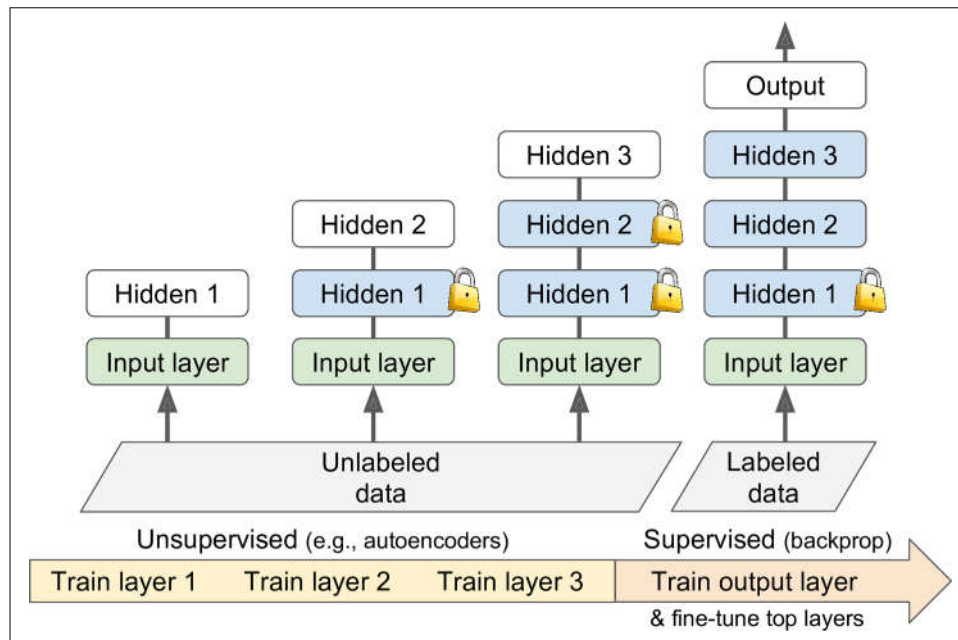 Output
Hidden 3
Hidden 3
Hidden 2
Hidden 2
Hidden 2
Hidden 1
Hidden 1
Hidden 1
Hidden 1
Input layer
Input layer
Input layer
Input layer
Unlabeled
data
Labeled
data
Unsupervised (e.g., autoencoders)
Supervised (backprop)
Train layer 1
Train layer 2
Train layer 3
Train output layer
& fine-tune top layers